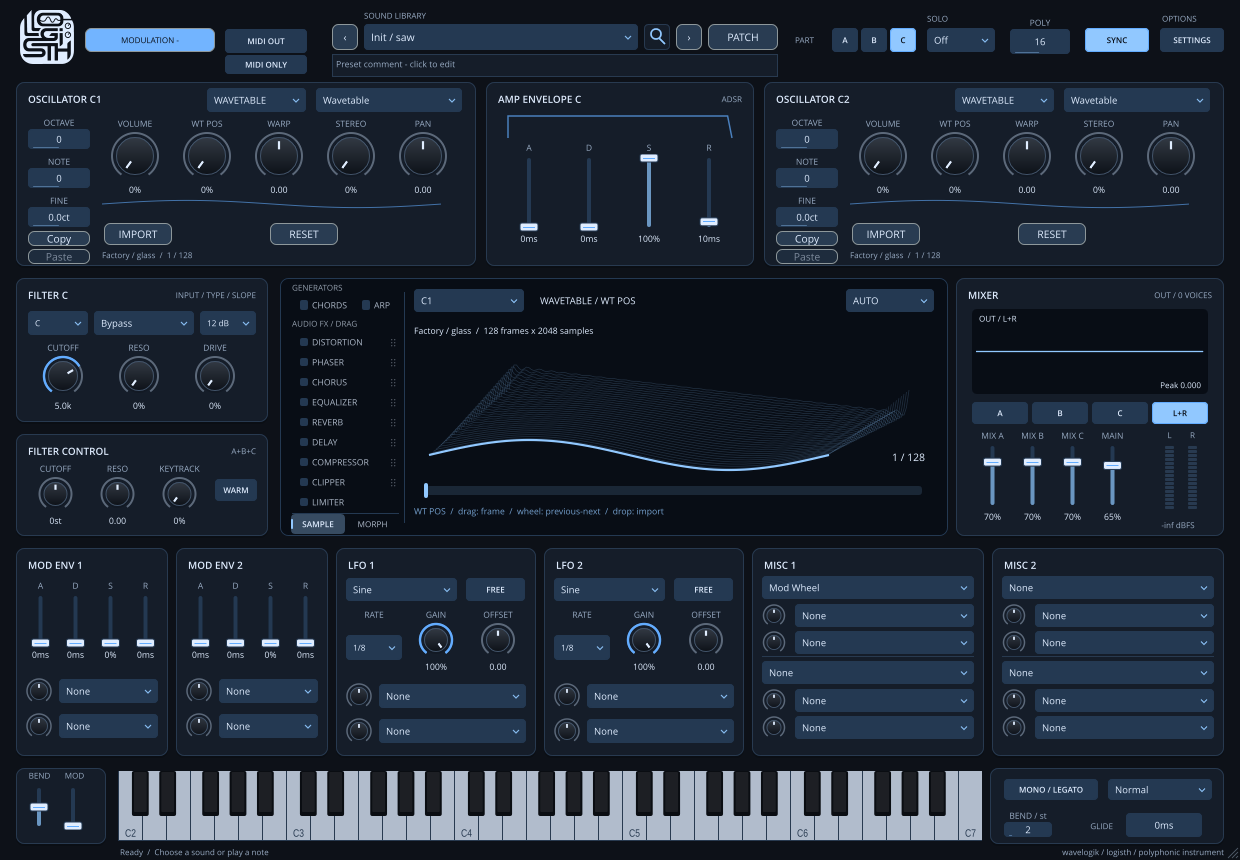 LOGISTH
MODULATION -
MIDI OUT
MIDI ONLY
SOUND LIBRARY
‹
Init / saw
›
PATCH
Preset comment - click to edit
PART
A
B
C
SOLO
Off
POLY
16
SYNC
OPTIONS
SETTINGS
OSCILLATOR C1
WAVETABLE
Wavetable
OCTAVE
0
NOTE
0
FINE
0.0ct
Copy
Paste
VOLUME WT POS WARP STEREO PAN
0% 0% 0.00 0% 0.00
IMPORT
RESET
Factory / glass / 1 / 128
AMP ENVELOPE C
ADSR
A D S R
0ms 0ms 100% 10ms
OSCILLATOR C2
WAVETABLE
Wavetable
OCTAVE
0
NOTE
0
FINE
0.0ct
Copy
Paste
VOLUME WT POS WARP STEREO PAN
0% 0% 0.00 0% 0.00
IMPORT
RESET
Factory / glass / 1 / 128
FILTER C
INPUT / TYPE / SLOPE
C
Bypass
12 dB
CUTOFF RESO DRIVE
5.0k 0% 0%
FILTER CONTROL
A+B+C
CUTOFF RESO KEYTRACK
WARM
0st 0.00 0%
GENERATORS
CHORDS ARP
AUDIO FX / DRAG
DISTORTION
PHASER
CHORUS
EQUALIZER
REVERB
DELAY
COMPRESSOR
CLIPPER
LIMITER
SAMPLE MORPH
C1
WAVETABLE / WT POS
AUTO
Factory / glass / 128 frames x 2048 samples
1 / 128
WT POS / drag: frame / wheel: previous-next / drop: import
MIXER
OUT / 0 VOICES
OUT / L+R
Peak 0.000
A B C L+R
MIX A MIX B MIX C MAIN L R
70% 70% 70% 65%
-inf dBFS
MOD ENV 1
A D S R
0ms 0ms 0% 0ms
None
None
MOD ENV 2
A D S R
0ms 0ms 0% 0ms
None
None
LFO 1
Sine
FREE
RATE GAIN OFFSET
1/8
100% 0.00
None
None
LFO 2
Sine
FREE
RATE GAIN OFFSET
1/8
100% 0.00
None
None
MISC 1
Mod Wheel
None
None
None
None
None
MISC 2
None
None
None
None
None
None
BEND MOD
C2 C3 C4 C5 C6 C7
MONO / LEGATO
Normal
BEND / st
2
GLIDE
0ms
Ready / Choose a sound or play a note
wavelogik / logisth / polyphonic instrument